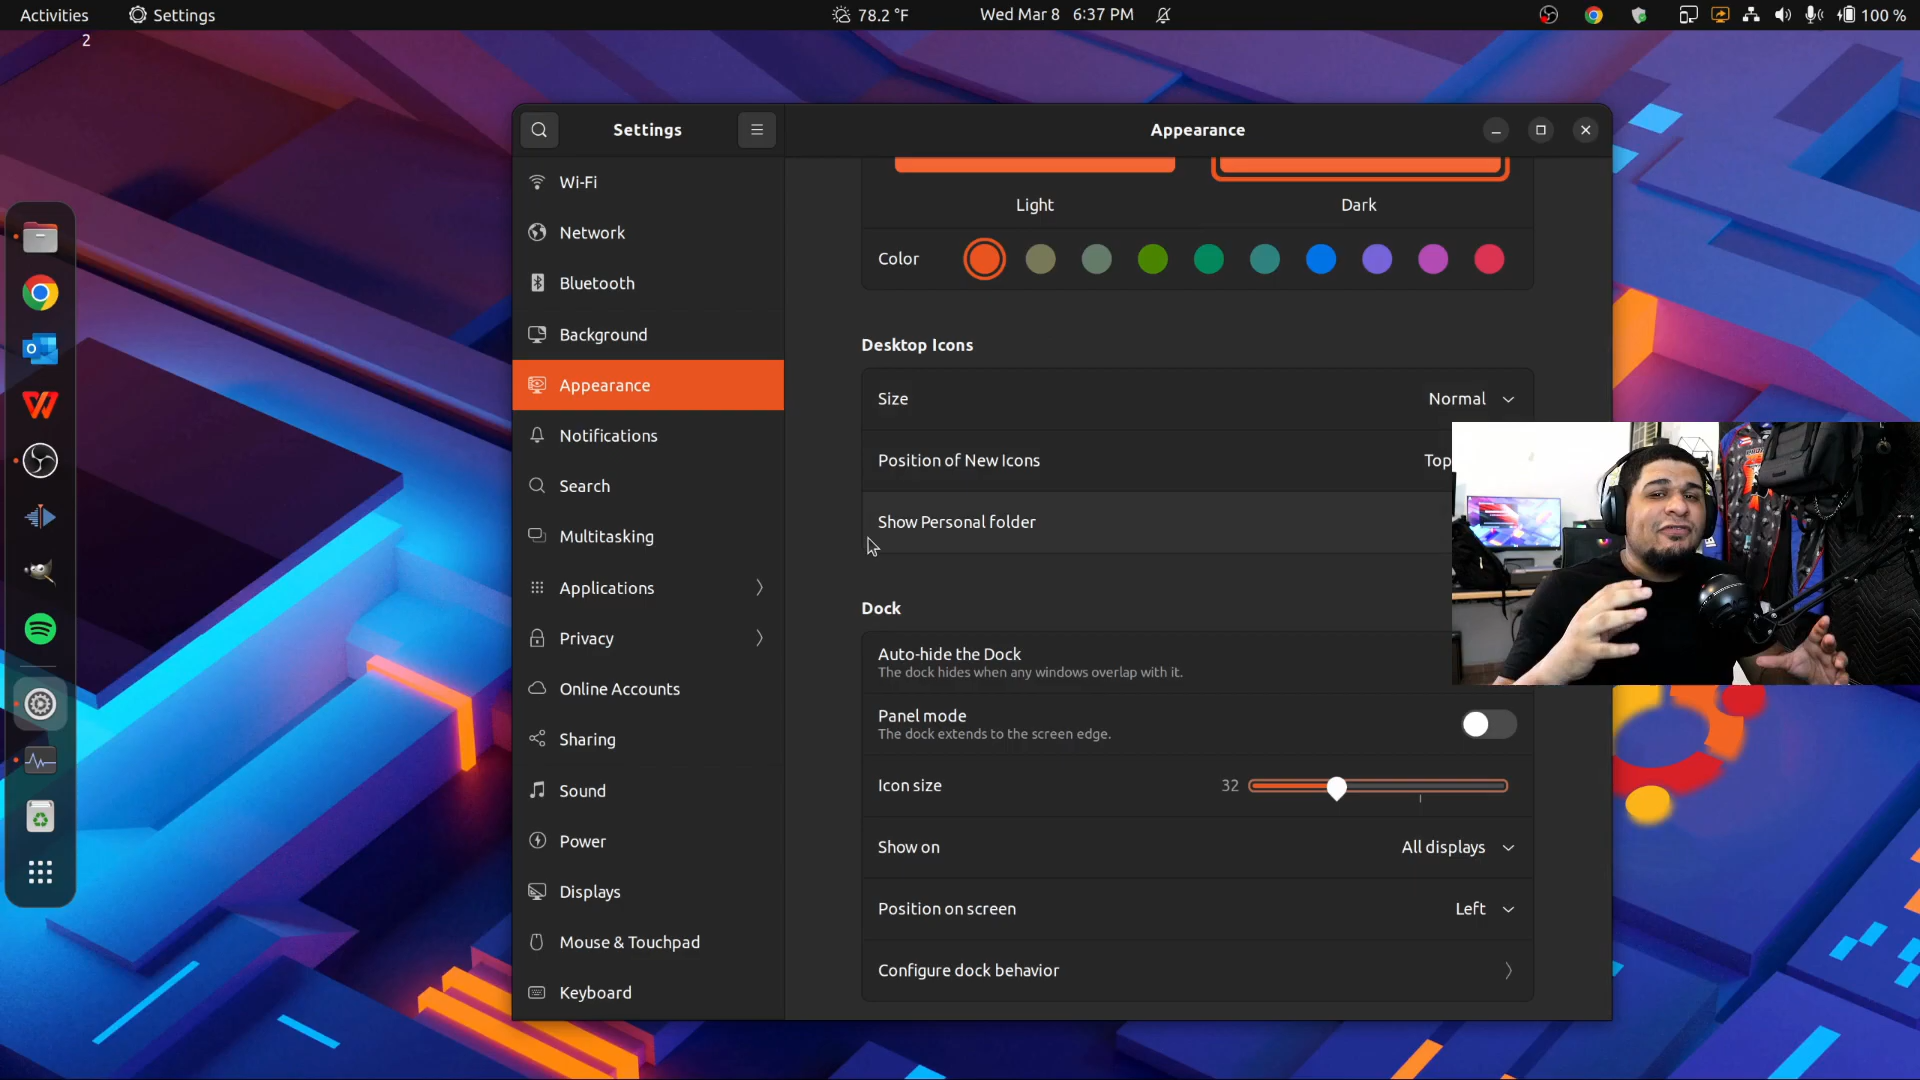 Activities
Settings
78.2 °F
Wed Mar 8 6:37 PM
100 %
2
Settings
Appearance
Wi-Fi
Network
Bluetooth
Background
Appearance
Notifications
Search
Multitasking
Applications
Privacy
Online Accounts
Sharing
Sound
Power
Displays
Mouse & Touchpad
Keyboard
Light
Dark
Color
Desktop Icons
Size
Normal
Position of New Icons
Top
Show Personal folder
Dock
Auto-hide the Dock
The dock hides when any windows overlap with it.
Panel mode
The dock extends to the screen edge.
Icon size
32
Show on
All displays
Position on screen
Left
Configure dock behavior